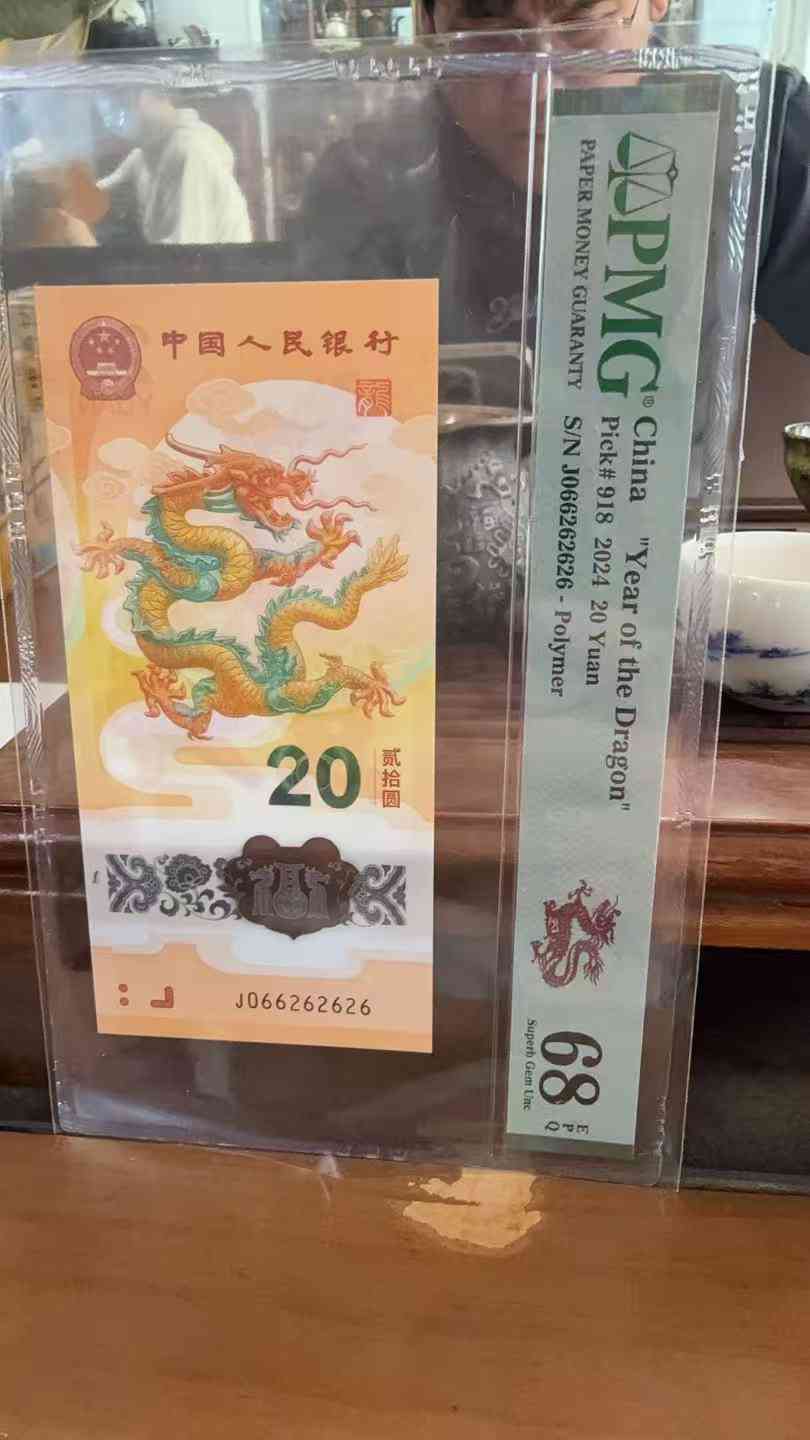 中国人民银行
龍
20
贰拾圆
J066262626
PMG®
PAPER MONEY GUARANTY
China "Year of the Dragon"
Pick# 918 2024 20 Yuan
S/N J066262626 - Polymer
68
EPQ
Superb Gem Unc